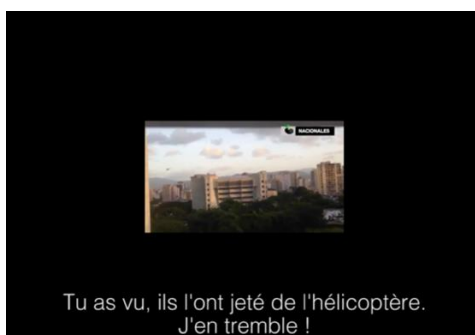 NACIONALES
Tu as vu, ils l'ont jeté de l'hélicoptère.
J'en tremble !